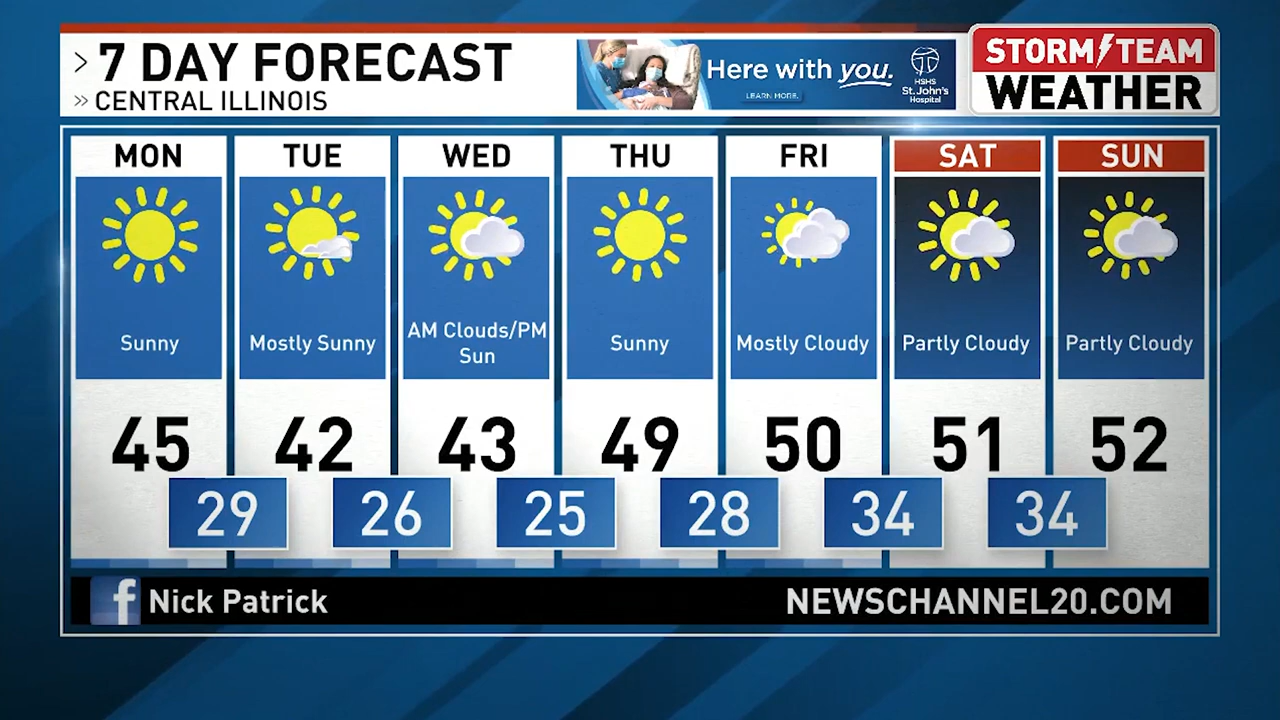 > 7 DAY FORECAST
» CENTRAL ILLINOIS
Here with you.
LEARN MORE.
HSHS
St. John's
Hospital
STORM TEAM
WEATHER
MON TUE WED THU FRI SAT SUN
Sunny Mostly Sunny AM Clouds/PM Sun Sunny Mostly Cloudy Partly Cloudy Partly Cloudy
45 42 43 49 50 51 52
29 26 25 28 34 34
f Nick Patrick NEWSCHANNEL20.COM